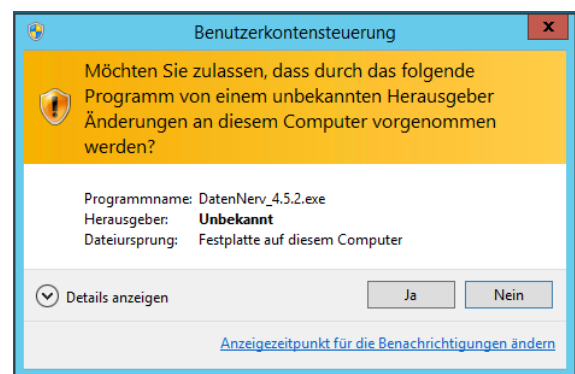 Benutzerkontensteuerung
Möchten Sie zulassen, dass durch das folgende
Programm von einem unbekannten Herausgeber
Änderungen an diesem Computer vorgenommen
werden?
Programmname: DatenNerv_4.5.2.exe
Herausgeber: Unbekannt
Dateiursprung: Festplatte auf diesem Computer
Details anzeigen
Ja
Nein
Anzeigezeitpunkt für die Benachrichtigungen ändern